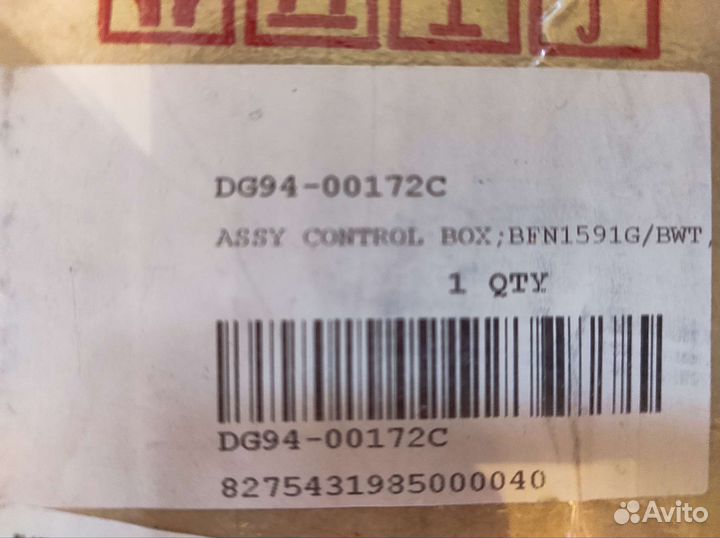 DG94-00172C
ASSY CONTROL BOX;BFN1591G/BWT,
1 QTY
DG94-00172C
8275431985000040
Avito